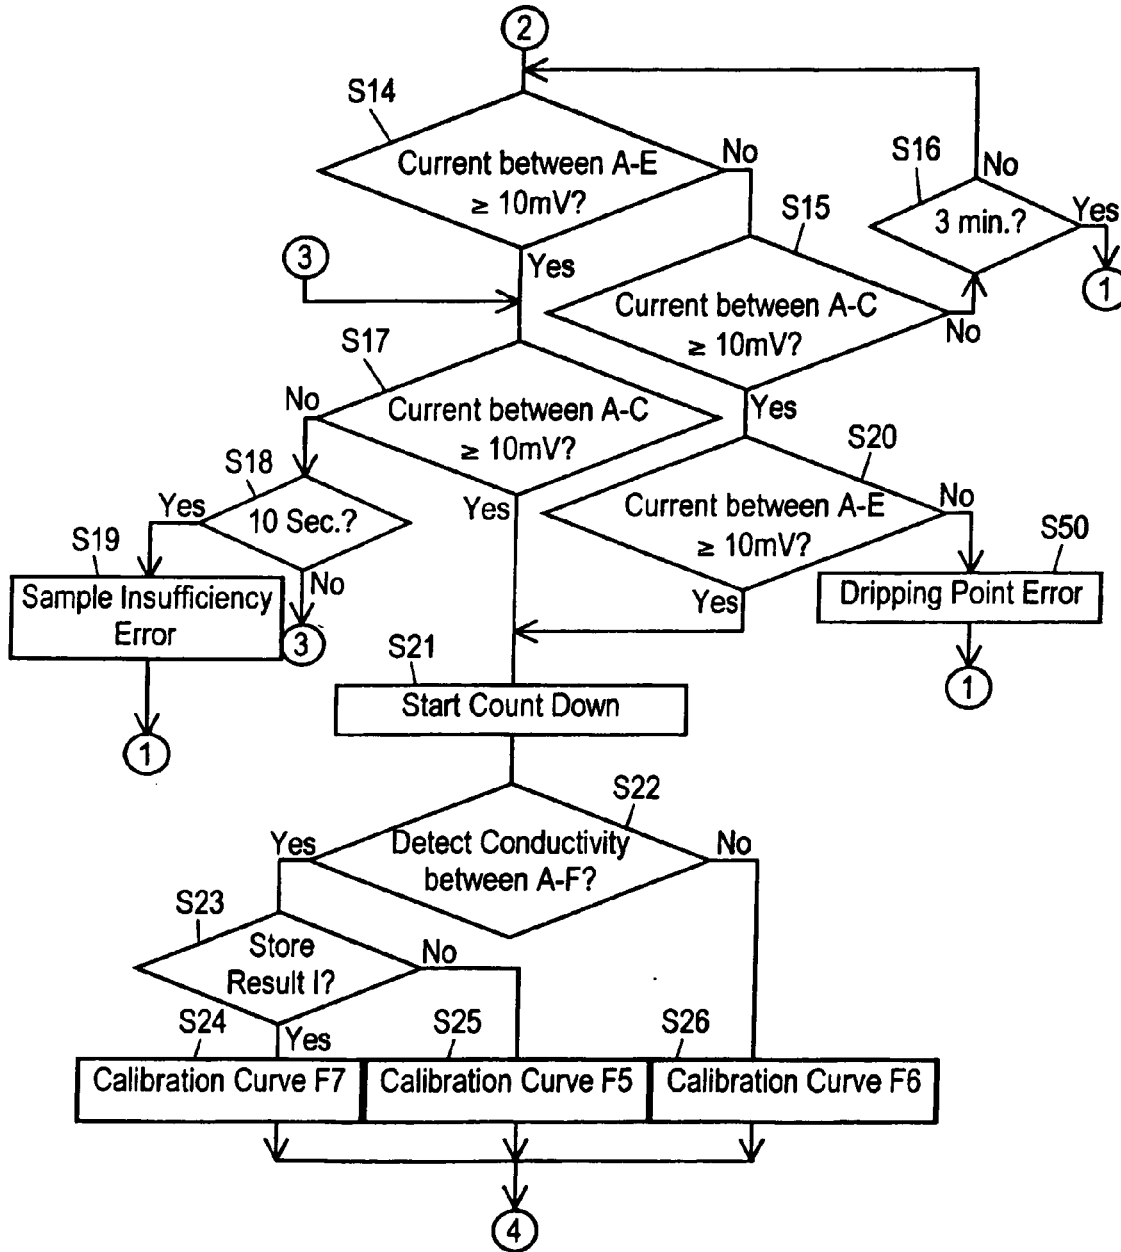 2
S14
Current between A-E
≥ 10mV?
No
Yes
S16
No
3 min.?
Yes
1
S15
Current between A-C
≥ 10mV?
No
Yes
3
S17
No
Current between A-C
≥ 10mV?
Yes
S18
Yes
10 Sec.?
No
3
S19
Sample Insufficiency
Error
1
S20
Current between A-E
≥ 10mV?
No
Yes
S50
Dripping Point Error
1
S21
Start Count Down
S22
Yes
Detect Conductivity
between A-F?
No
S23
Store
Result I?
No
Yes
S24
Calibration Curve F7
S25
Calibration Curve F5
S26
Calibration Curve F6
4